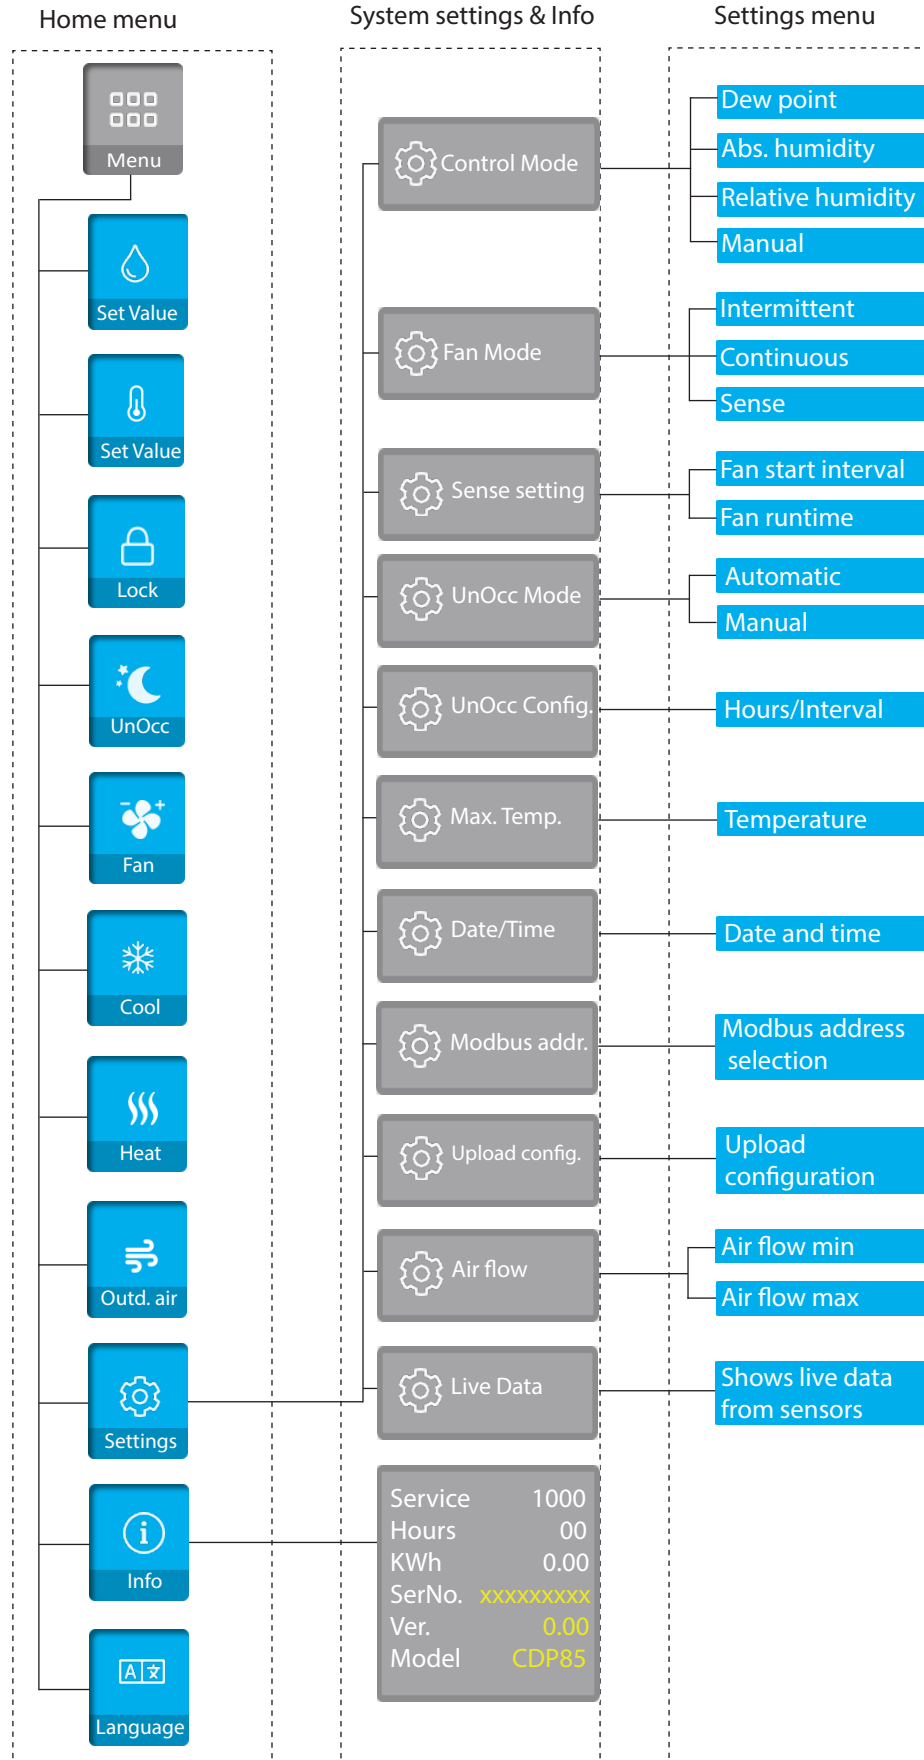 Home menu
System settings & Info
Settings menu
Menu
Set Value
Set Value
Lock
UnOcc
Fan
Cool
Heat
Outd. air
Settings
Info
A
Language
Control Mode
Fan Mode
Sense setting
UnOcc Mode
UnOcc Config.
Max. Temp.
Date/Time
Modbus addr.
Upload config.
Air flow
Live Data
Service 1000
Hours 00
KWh 0.00
SerNo. xxxxxxxxx
Ver. 0.00
Model CDP85
Dew point
Abs. humidity
Relative humidity
Manual
Intermittent
Continuous
Sense
Fan start interval
Fan runtime
Automatic
Manual
Hours/Interval
Temperature
Date and time
Modbus address
selection
Upload
configuration
Air flow min
Air flow max
Shows live data
from sensors